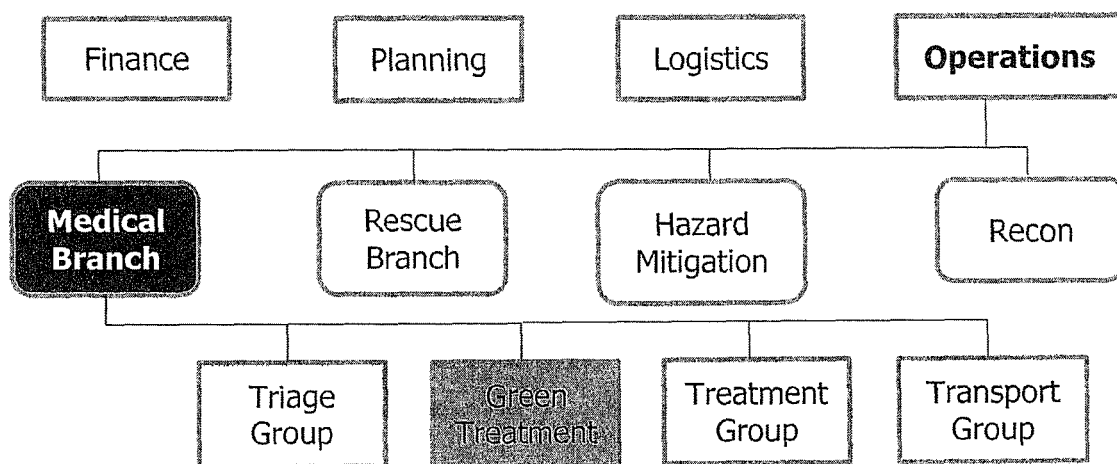 Finance
Planning
Logistics
Operations
Medical
Branch
Rescue
Branch
Hazard
Mitigation
Recon
Triage
Group
Green
Treatment
Treatment
Group
Transport
Group